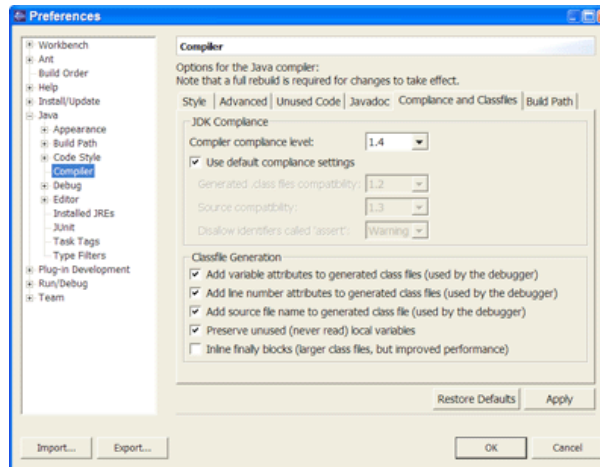 Preferences
Workbench
Ant
Build Order
Help
Install/Update
Java
Appearance
Build Path
Code Style
Compiler
Debug
Editor
Installed JREs
JUnit
Task Tags
Type Filters
Plug-in Development
Run/Debug
Team
Compiler
Options for the Java compiler:
Note that a full rebuild is required for changes to take effect.
Style Advanced Unused Code Javadoc Compliance and Classfiles Build Path
JDK Compliance
Compiler compliance level: 1.4
Use default compliance settings
Generated .class files compatibility: 1.2
Source compatibility: 1.3
Disallow identifiers called 'assert': Warning
Classfile Generation
Add variable attributes to generated class files (used by the debugger)
Add line number attributes to generated class files (used by the debugger)
Add source file name to generated class file (used by the debugger)
Preserve unused (never read) local variables
Inline finally blocks (larger class files, but improved performance)
Restore Defaults Apply
Import... Export... OK Cancel